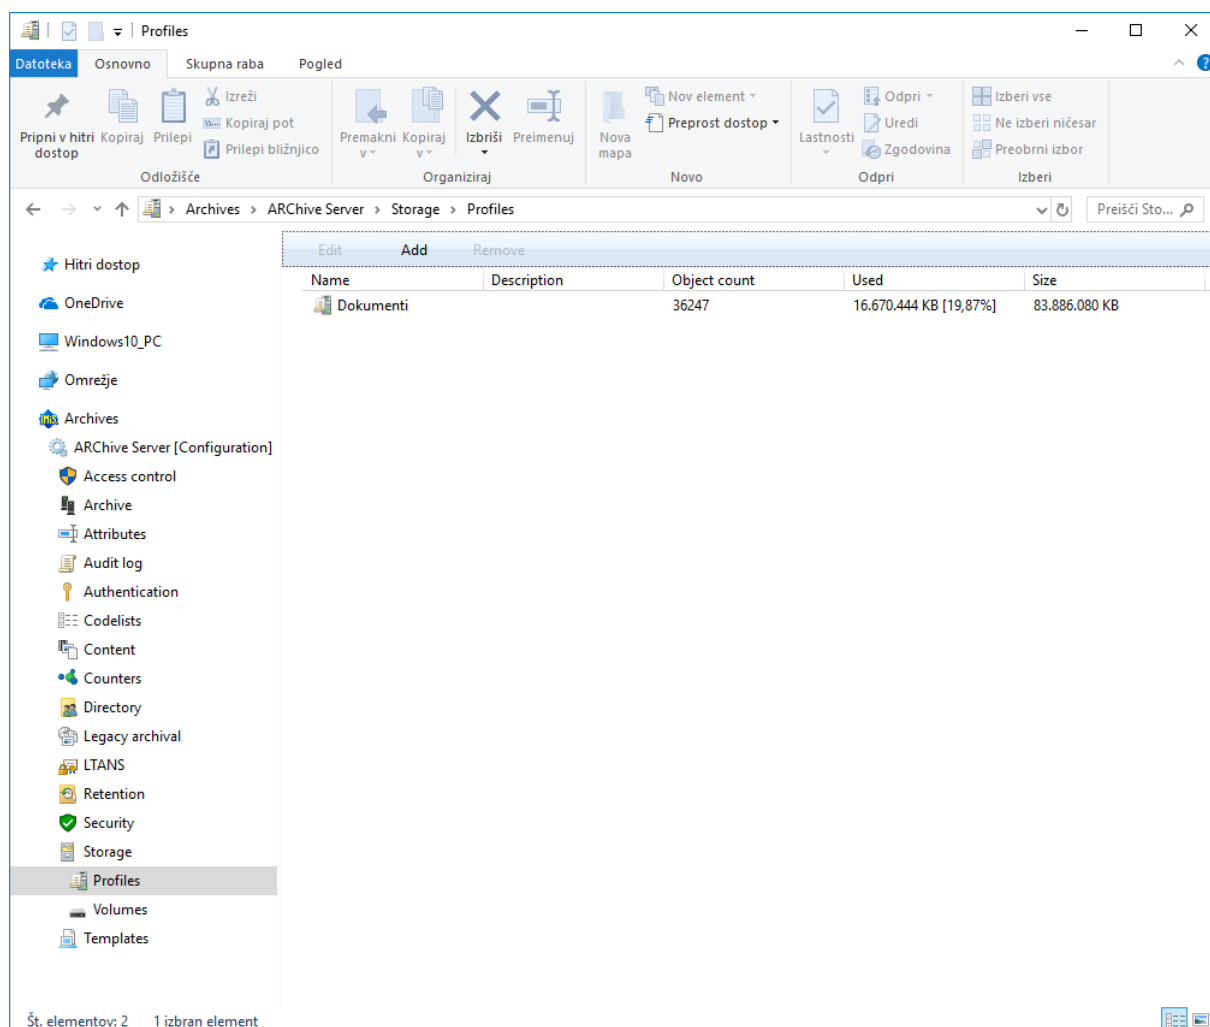 Profiles
Datoteka Osnovno Skupna raba Pogled
Pripni v hitri dostop
Kopiraj
Prilepi
Izreži
Kopiraj pot
Prilepi bližnjico
Odložišče
Premakni v
Kopiraj v
Izbriši
Preimenuj
Organiziraj
Nova mapa
Nov element
Preprost dostop
Novo
Lastnosti
Odpri
Uredi
Zgodovina
Odpri
Izberi vse
Ne izberi ničesar
Preobrni izbor
Izberi
Archives > ARChive Server > Storage > Profiles
Preišči Sto...
Hitri dostop
OneDrive
Windows10_PC
Omrežje
Archives
ARChive Server [Configuration]
Access control
Archive
Attributes
Audit log
Authentication
Codelists
Content
Counters
Directory
Legacy archival
LTANS
Retention
Security
Storage
Profiles
Volumes
Templates
Edit Add Remove
Name Description Object count Used Size
Dokumenti 36247 16.670.444 KB [19,87%] 83.886.080 KB
Št. elementov: 2 1 izbran element